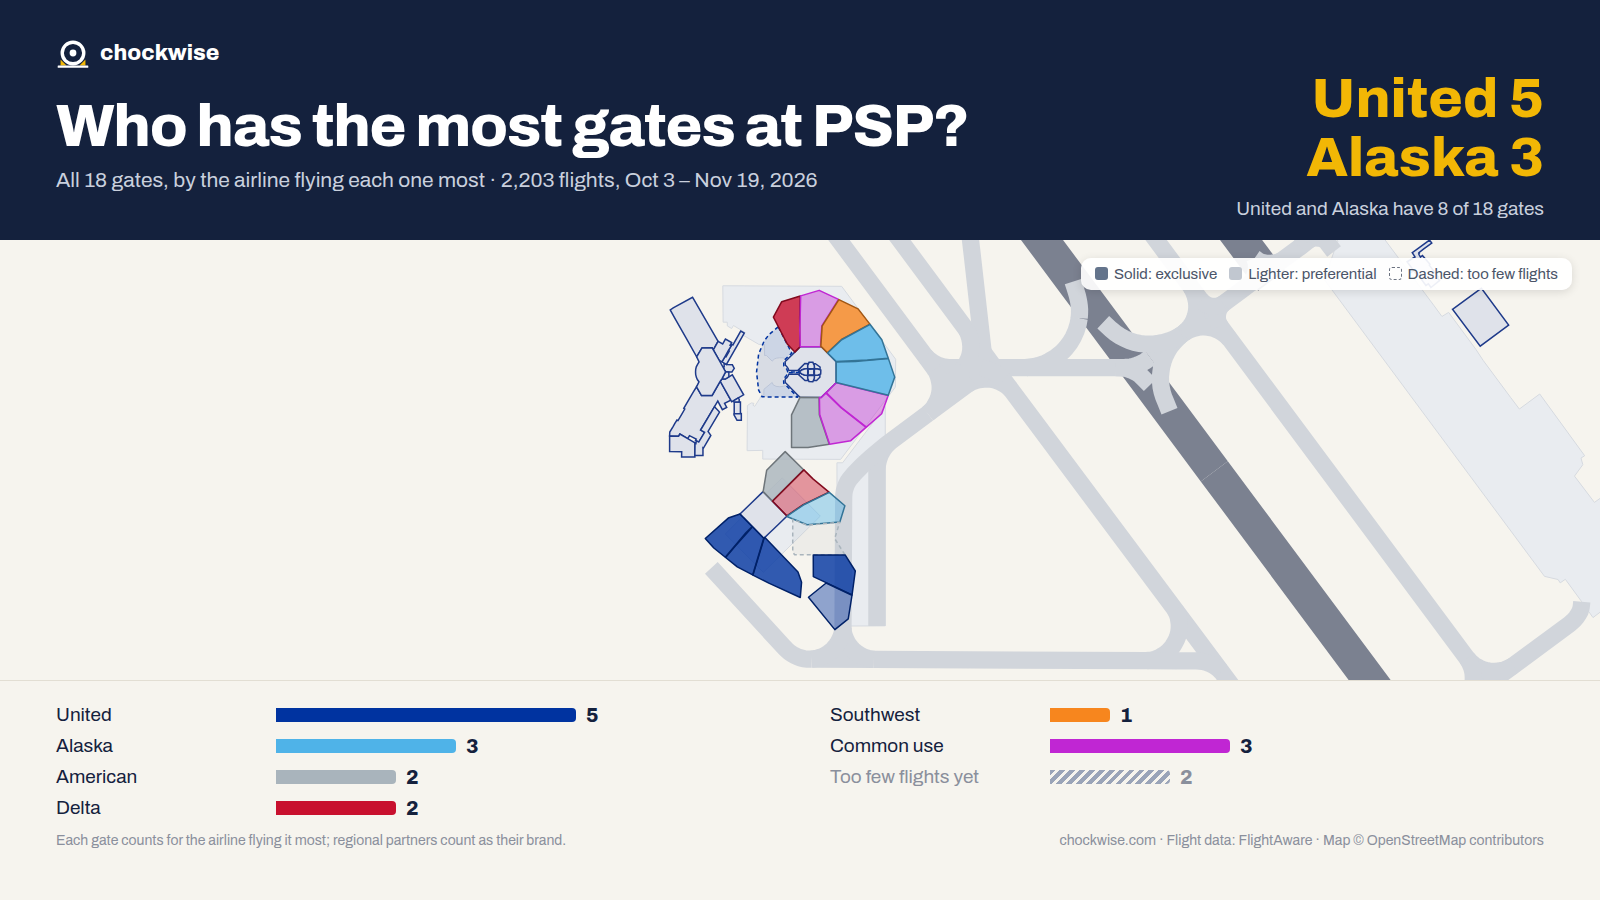 chockwise
Who has the most gates at PSP?
All 18 gates, by the airline flying each one most · 2,203 flights, Oct 3 – Nov 19, 2026
United 5
Alaska 3
United and Alaska have 8 of 18 gates
Solid: exclusive
Lighter: preferential
Dashed: too few flights
United 5
Alaska 3
American 2
Delta 2
Southwest 1
Common use 3
Too few flights yet 2
Each gate counts for the airline flying it most; regional partners count as their brand.
chockwise.com · Flight data: FlightAware · Map © OpenStreetMap contributors